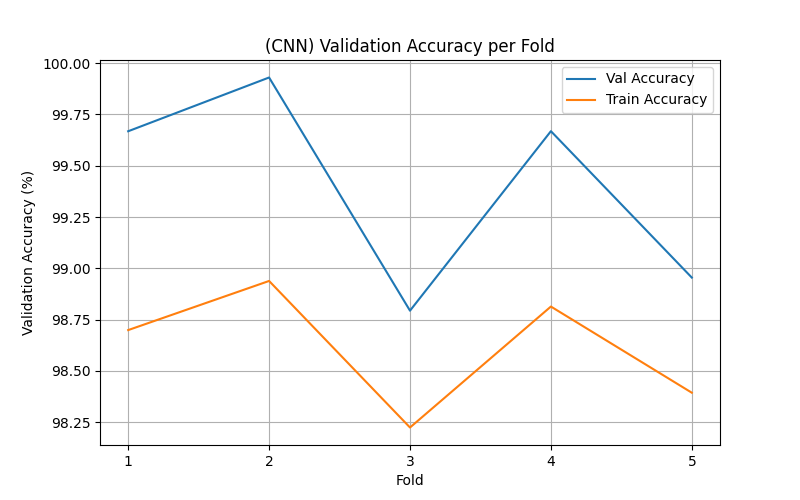 (CNN) Validation Accuracy per Fold
Val Accuracy
Train Accuracy
Validation Accuracy (%)
100.00
99.75
99.50
99.25
99.00
98.75
98.50
98.25
1 2 3 4 5
Fold